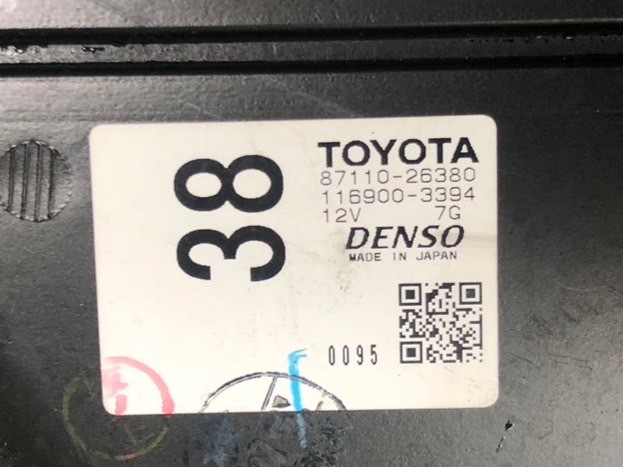 38
TOYOTA
87110-26380
116900-3394
12V 7G
DENSO
MADE IN JAPAN
0095